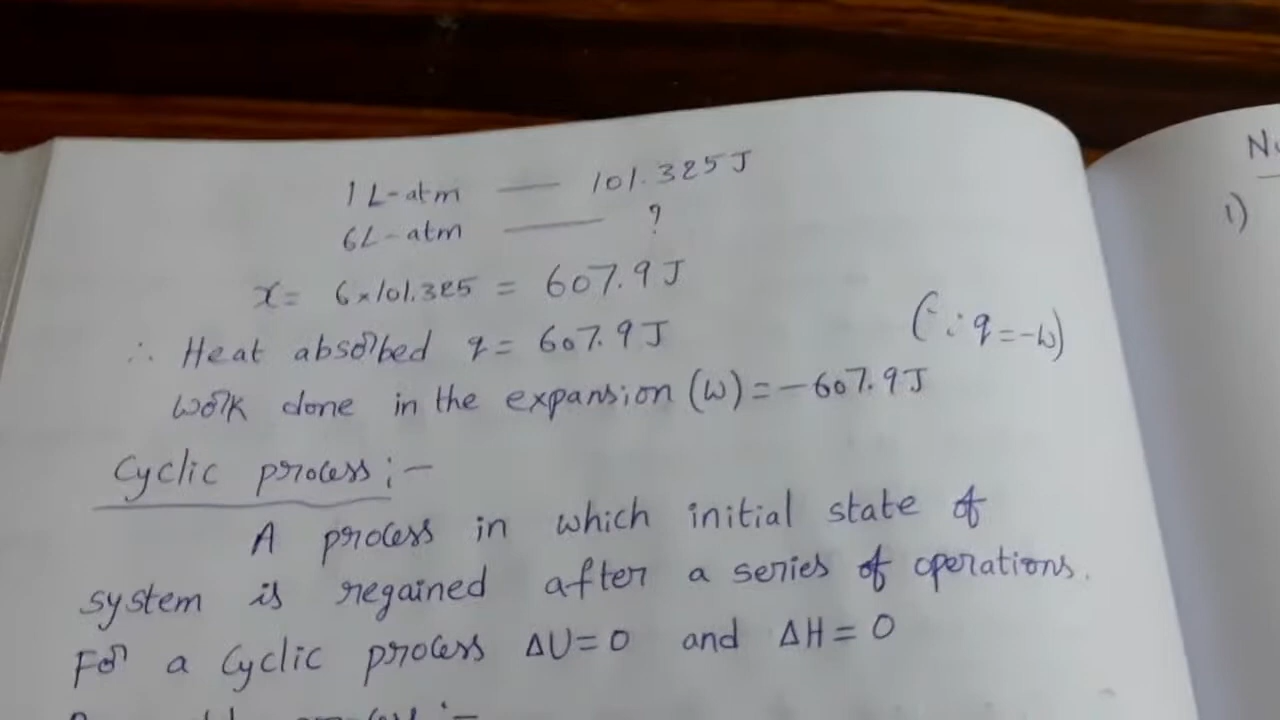 1 L-atm — 101.325 J
6L-atm — ?
x = 6×101.325 = 607.9 J
∴ Heat absorbed q = 607.9 J (∵ q = -w)
work done in the expansion (w) = -607.9 J
Cyclic process :-
A process in which initial state of
system is regained after a series of operations.
For a cyclic process ΔU = 0 and ΔH = 0
1)